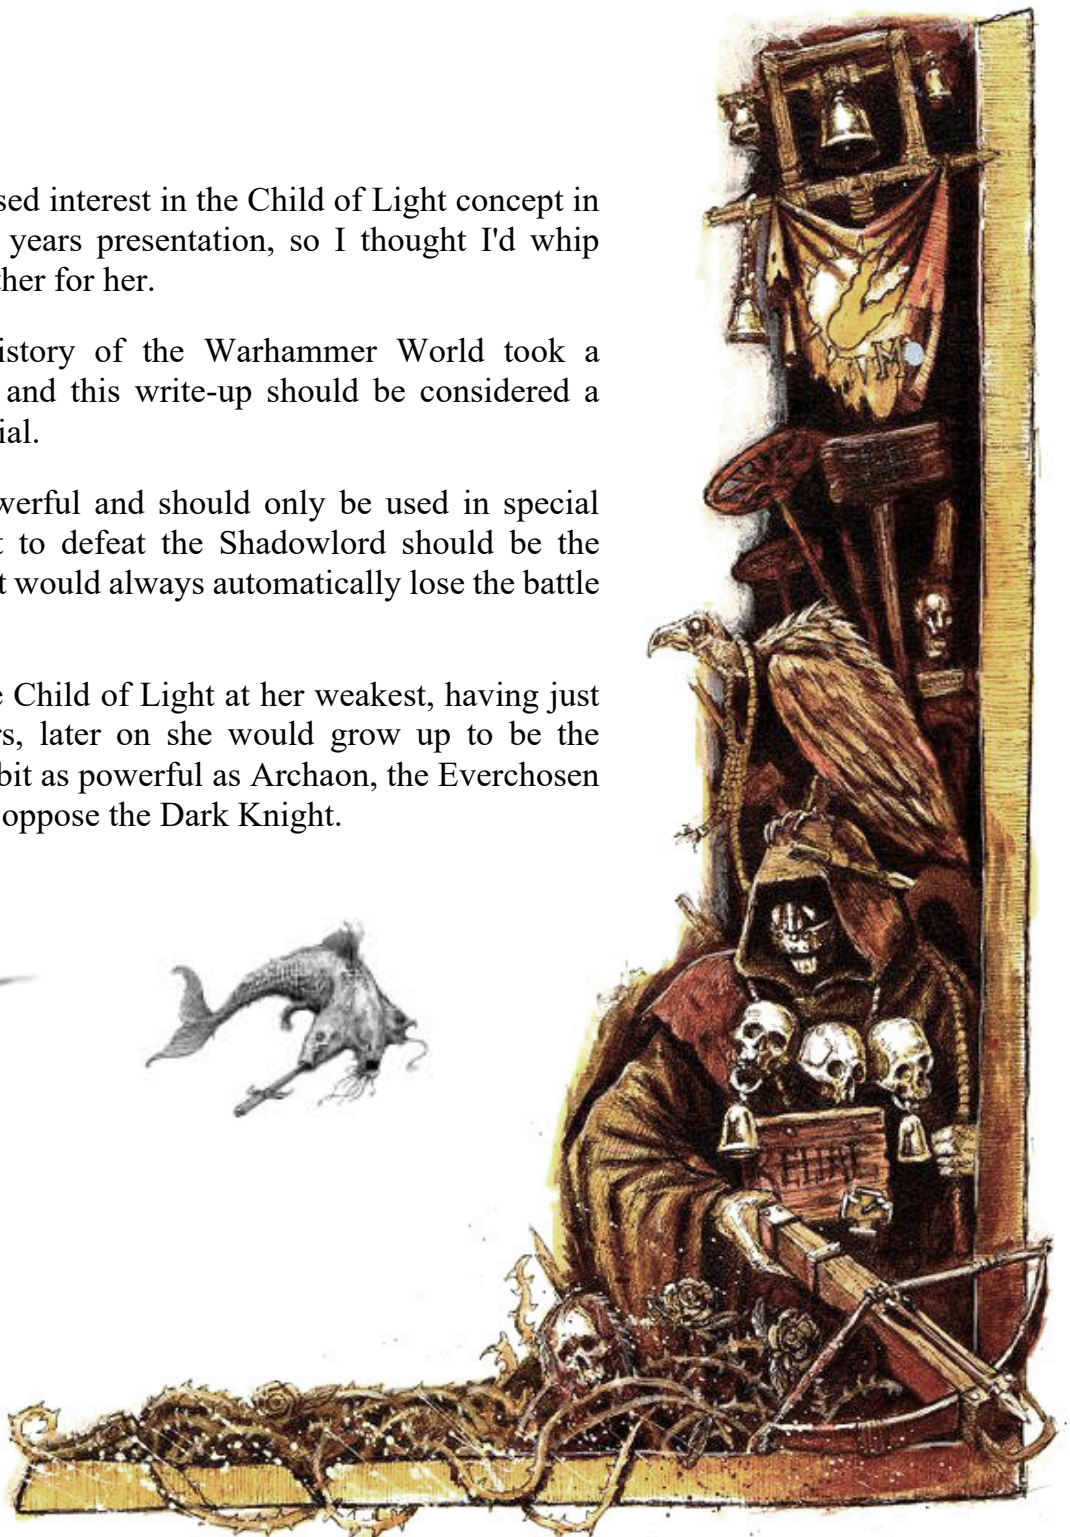 sed interest in the Child of Light concept in
years presentation, so I thought I'd whip
ther for her.
istory of the Warhammer World took a
and this write-up should be considered a
ial.
werful and should only be used in special
t to defeat the Shadowlord should be the
t would always automatically lose the battle
e Child of Light at her weakest, having just
rs, later on she would grow up to be the
bit as powerful as Archaon, the Everchosen
oppose the Dark Knight.
M